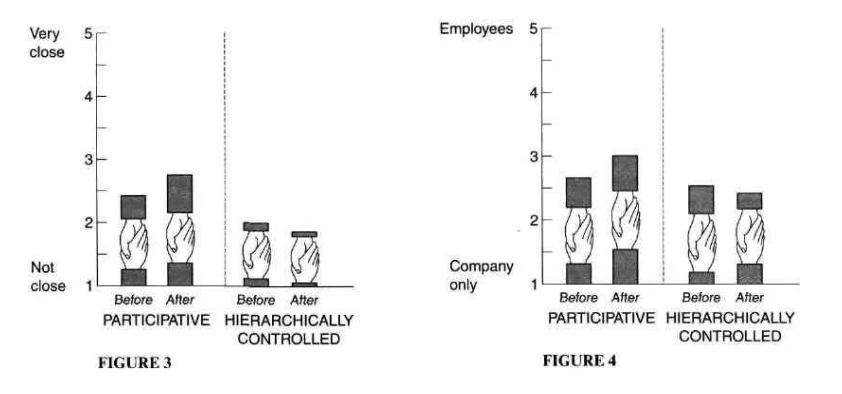 Very
close
5
4
3
2
Not
close
1
Before After Before After
PARTICIPATIVE HIERARCHICALLY
CONTROLLED
FIGURE 3
Employees 5
4
3
2
Company
only
1
Before After Before After
PARTICIPATIVE HIERARCHICALLY
CONTROLLED
FIGURE 4